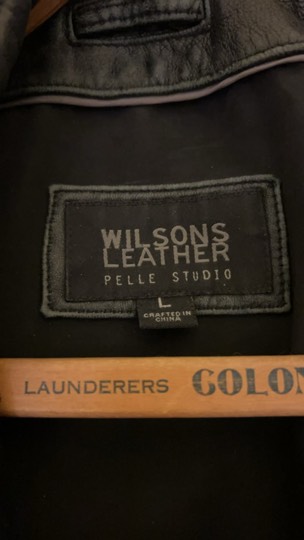 WILSONS
LEATHER
PELLE STUDIO
L
CRAFTED IN
CHINA
LAUNDERERS COLON